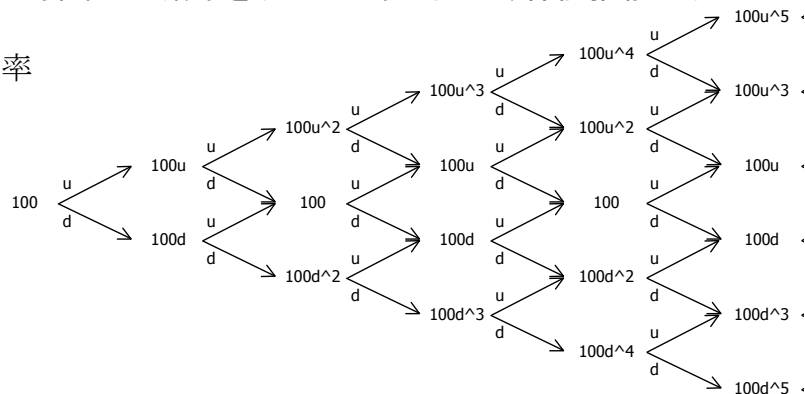 100u^5
u
100u^4
率
u d
100u^3 100u^3
u d u
100u^2 100u^2
u d u d
100u 100u 100u
u d u d u
100 100 100
d u d u d
100d 100d 100d
d u d u
100d^2 100d^2
d u d
100d^3 100d^3
d u
100d^4
d
100d^5